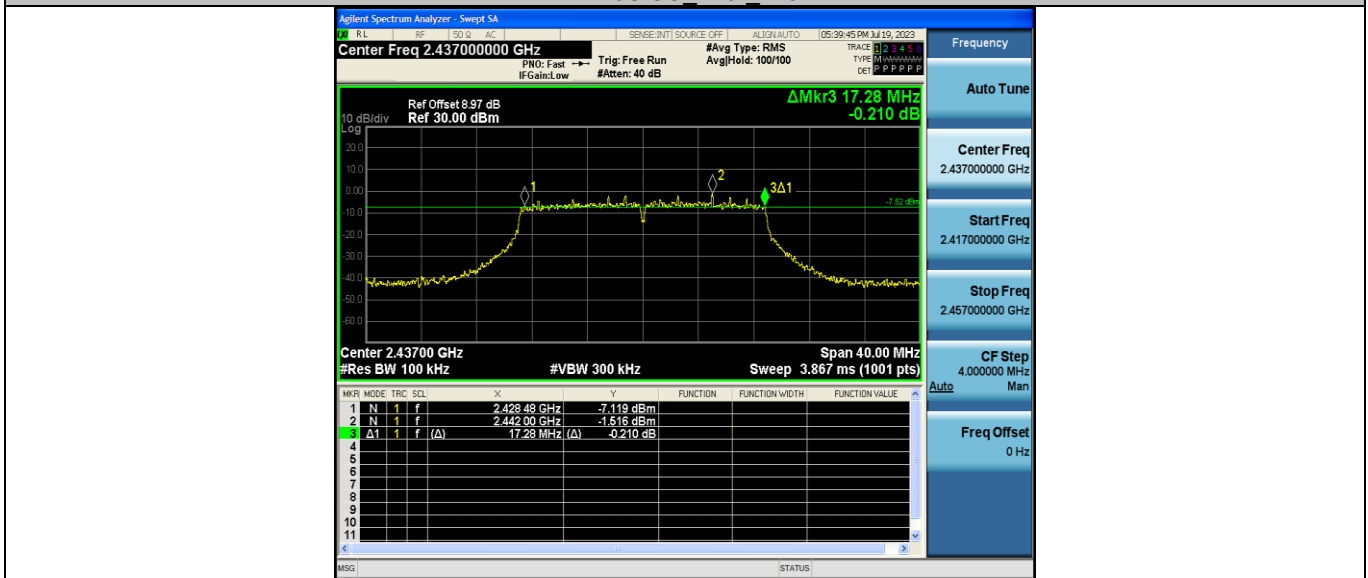 Agilent Spectrum Analyzer - Swept SA
RL RF 50 Ω AC SENSE:INT SOURCE OFF ALIGN AUTO 05:39:45 PM Jul 19, 2023
Center Freq 2.437000000 GHz #Avg Type: RMS TRACE 1 2 3 4 5 6
PNO: Fast Trig: Free Run Avg|Hold: 100/100 TYPE M
IFGain:Low #Atten: 40 dB DET P P P P P P
ΔMkr3 17.28 MHz
-0.210 dB
Ref Offset 8.97 dB
10 dB/div Ref 30.00 dBm
Log
20.0
10.0
0.00
-10.0
-20.0
-30.0
-40.0
-50.0
-60.0
1
2
3Δ1
-7.52 dBm
Center 2.43700 GHz Span 40.00 MHz
#Res BW 100 kHz #VBW 300 kHz Sweep 3.867 ms (1001 pts)
MKR MODE TRC SCL X Y FUNCTION FUNCTION WIDTH FUNCTION VALUE
1 N 1 f 2.428 48 GHz -7.119 dBm
2 N 1 f 2.442 00 GHz -1.516 dBm
3 Δ1 1 f (Δ) 17.28 MHz (Δ) -0.210 dB
4
5
6
7
8
9
10
11
MSG STATUS
Frequency
Auto Tune
Center Freq
2.437000000 GHz
Start Freq
2.417000000 GHz
Stop Freq
2.457000000 GHz
CF Step
4.000000 MHz
Auto Man
Freq Offset
0 Hz